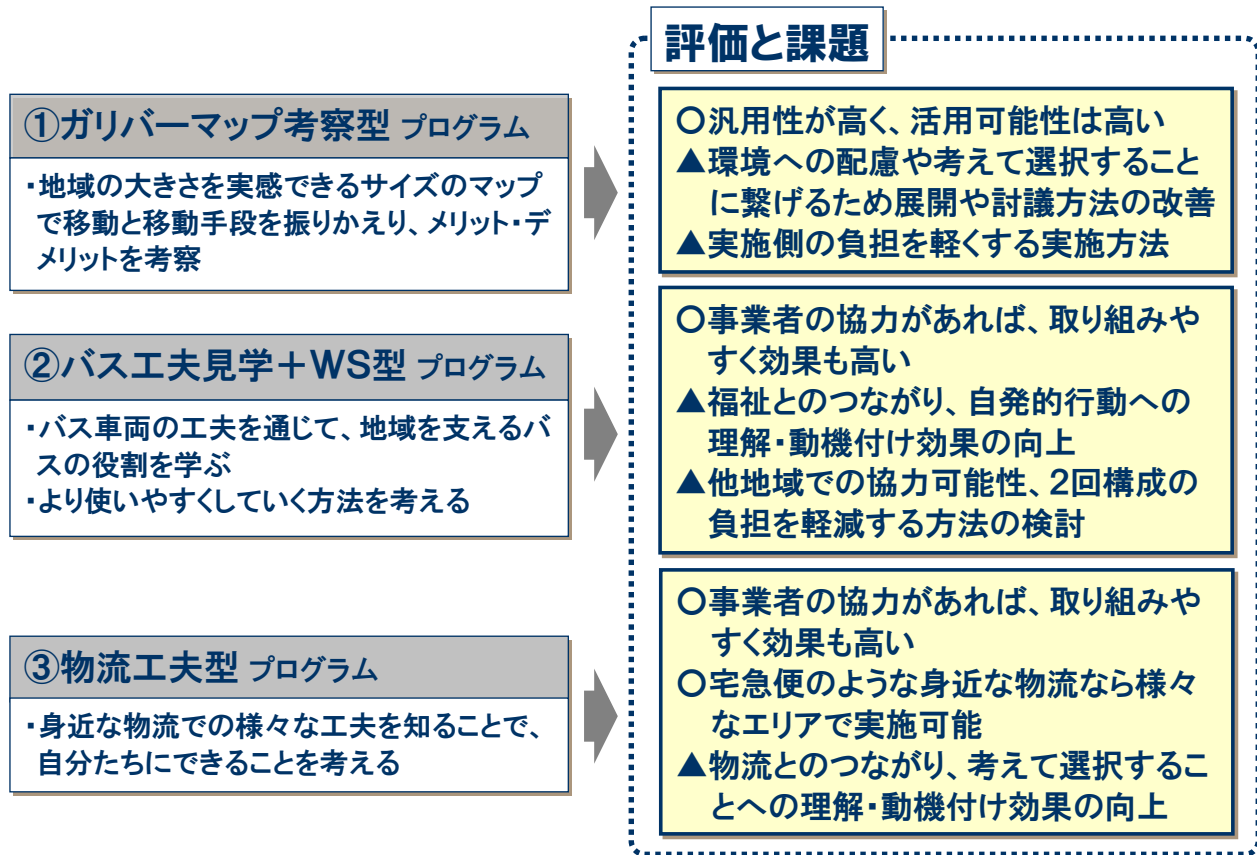 評価と課題
①ガリバーマップ考察型 プログラム
・地域の大きさを実感できるサイズのマップ
で移動と移動手段を振りかえり、メリット・デ
メリットを考察
〇汎用性が高く、活用可能性は高い
▲環境への配慮や考えて選択すること
に繋げるため展開や討議方法の改善
▲実施側の負担を軽くする実施方法
②バス工夫見学＋WS型 プログラム
・バス車両の工夫を通じて、地域を支えるバ
スの役割を学ぶ
・より使いやすくしていく方法を考える
〇事業者の協力があれば、取り組みや
すく効果も高い
▲福祉とのつながり、自発的行動への
理解・動機付け効果の向上
▲他地域での協力可能性、2回構成の
負担を軽減する方法の検討
③物流工夫型 プログラム
・身近な物流での様々な工夫を知ることで、
自分たちにできることを考える
〇事業者の協力があれば、取り組みや
すく効果も高い
〇宅急便のような身近な物流なら様々
なエリアで実施可能
▲物流とのつながり、考えて選択するこ
とへの理解・動機付け効果の向上